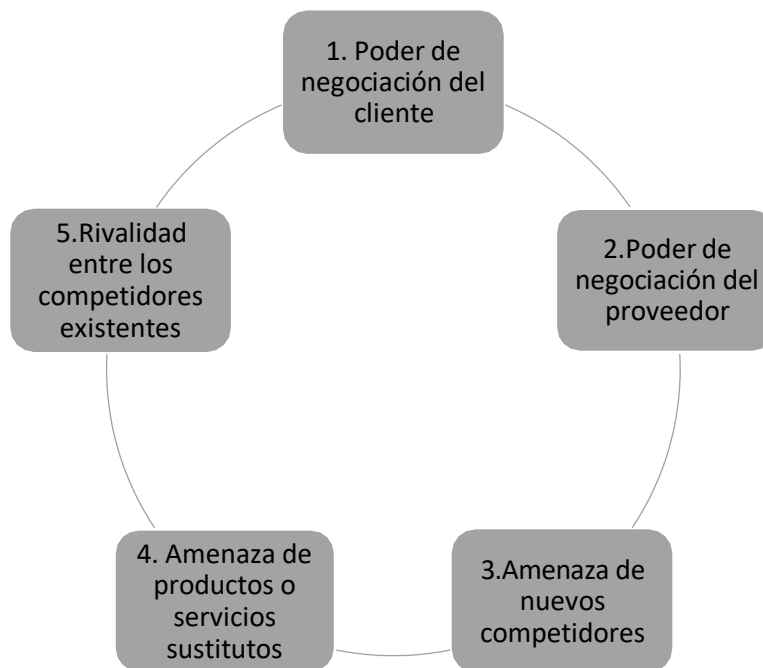 1. Poder de
negociación del
cliente
2.Poder de
negociación del
proveedor
3.Amenaza de
nuevos
competidores
4. Amenaza de
productos o
servicios
sustitutos
5.Rivalidad
entre los
competidores
existentes